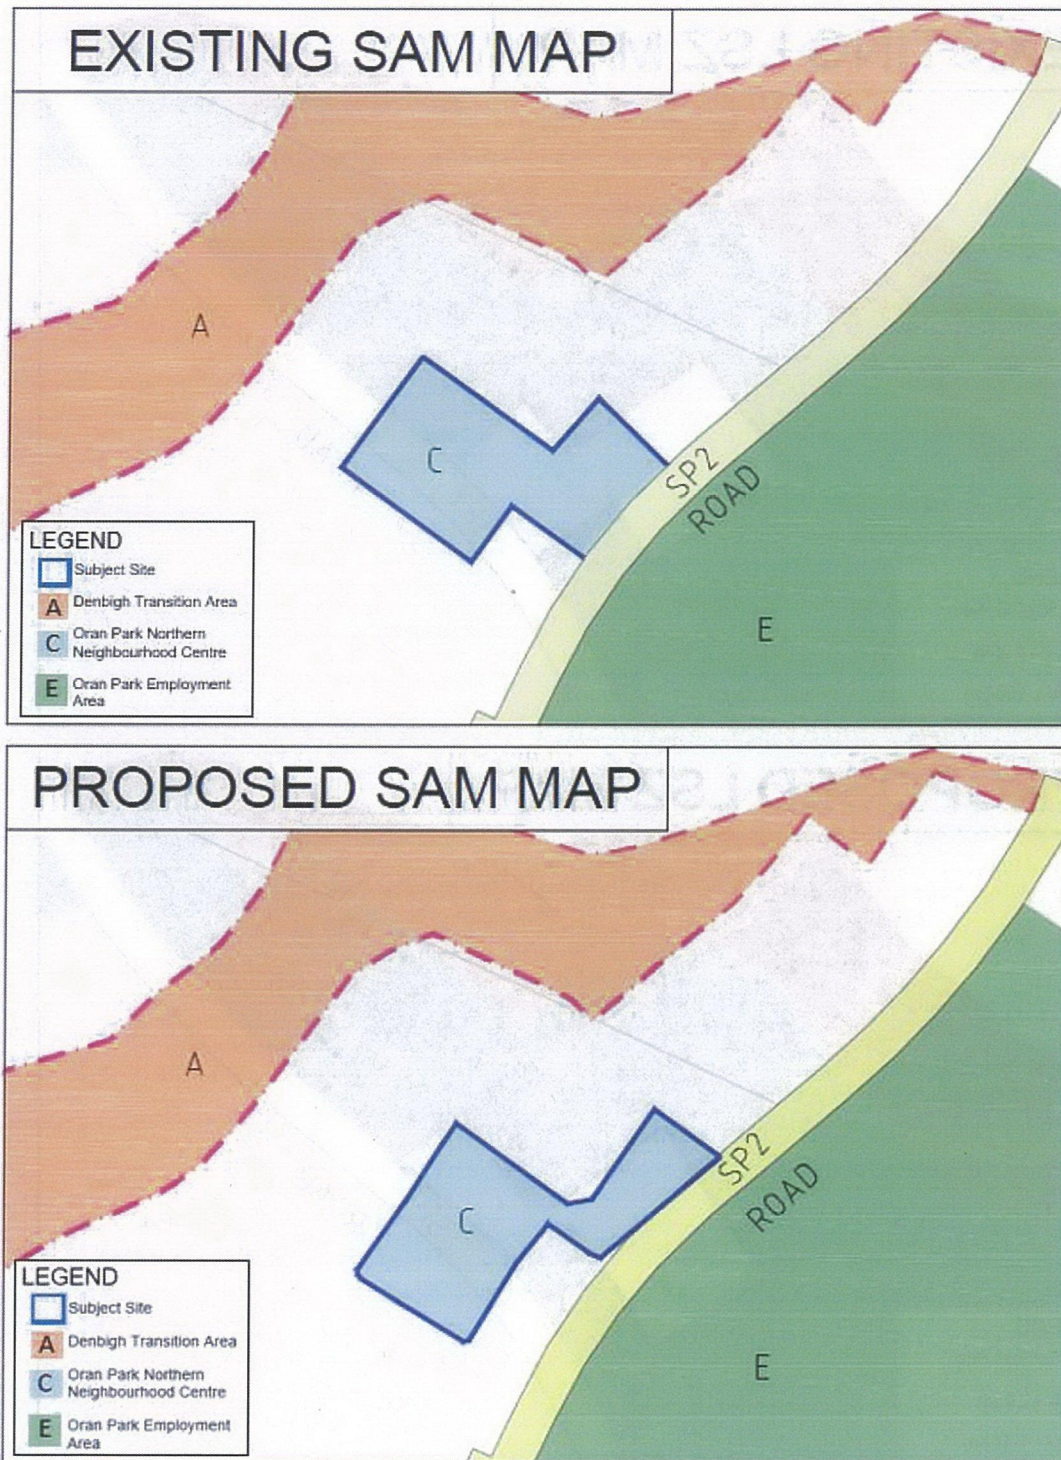 EXISTING SAM MAP
A
C
SP2
ROAD
E
LEGEND
Subject Site
A Denbigh Transition Area
C Oran Park Northern
Neighbourhood Centre
E Oran Park Employment
Area
PROPOSED SAM MAP
A
C
SP2
ROAD
E
LEGEND
Subject Site
A Denbigh Transition Area
C Oran Park Northern
Neighbourhood Centre
E Oran Park Employment
Area